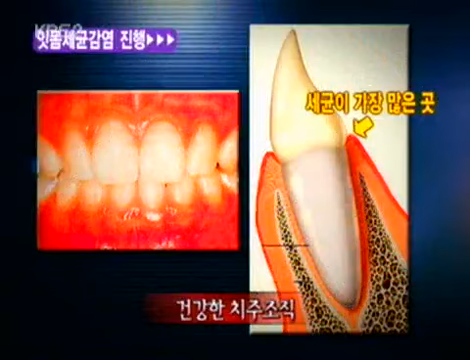 잇몸세균감염 진행▶▶▶
세균이 가장 많은 곳
건강한 치주조직